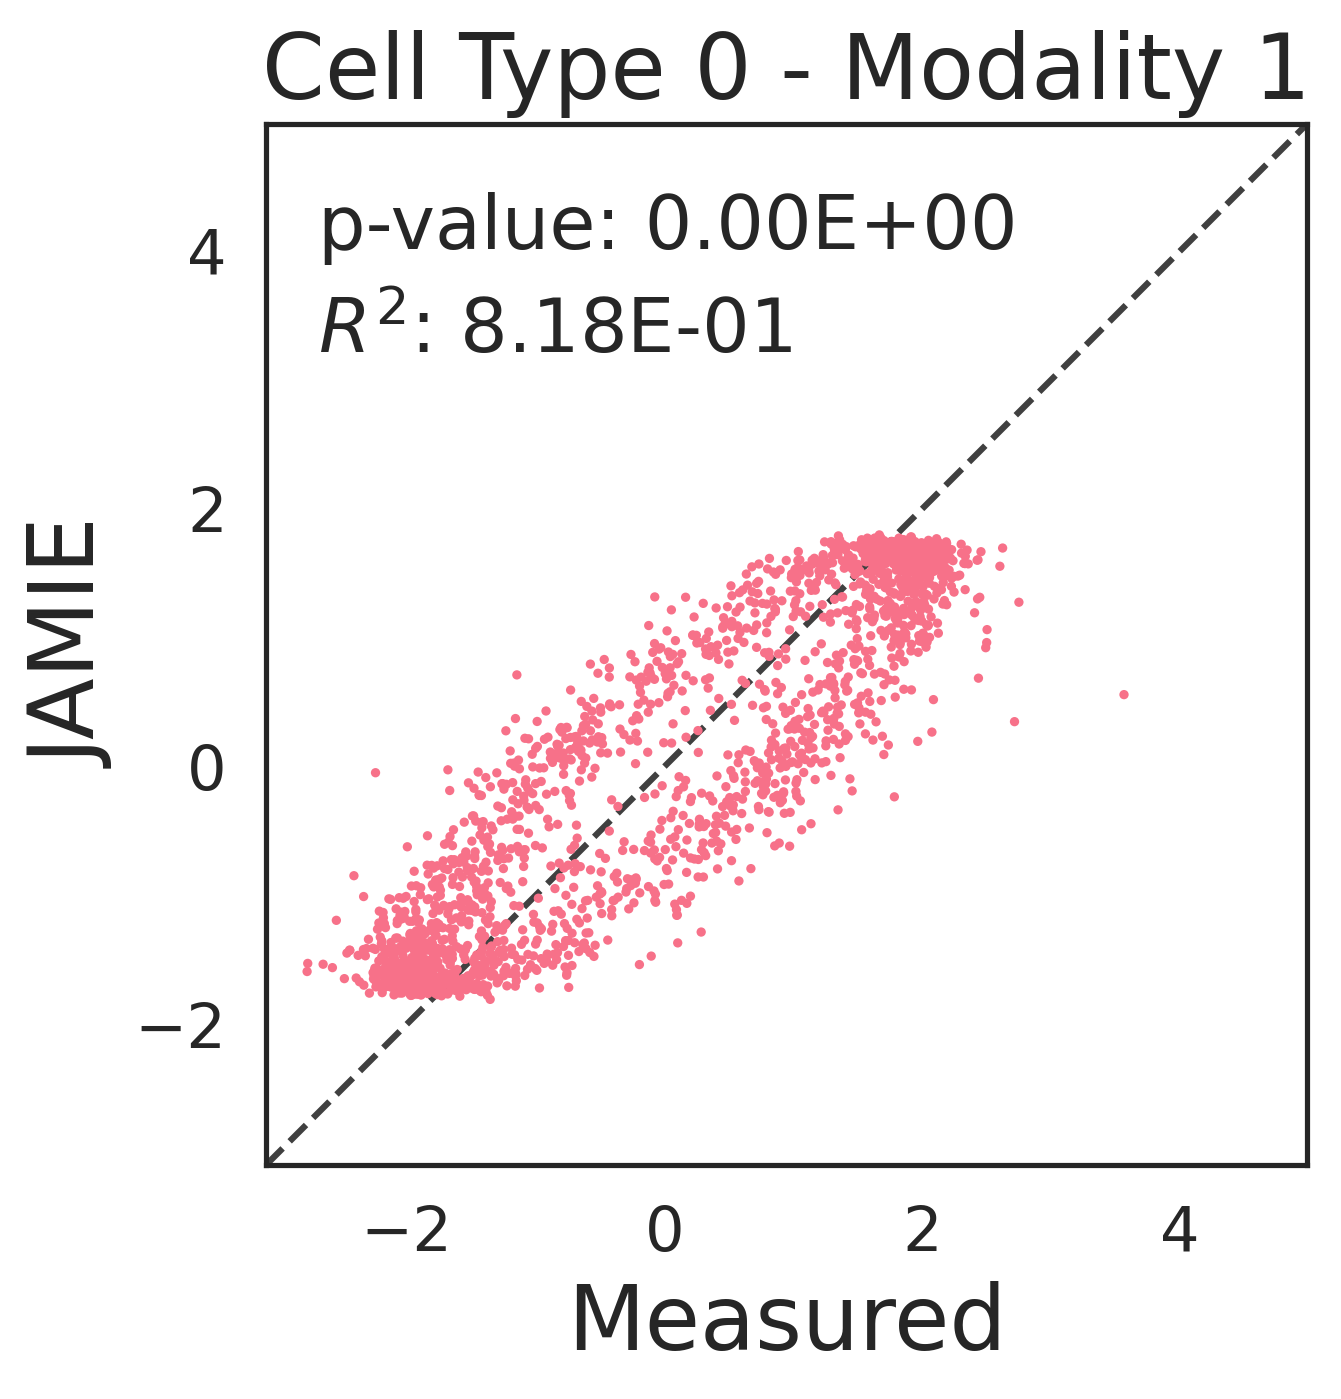 Cell Type 0 - Modality 1
p-value: 0.00E+00
R²: 8.18E-01
JAMIE
4
2
0
−2
−2 0 2 4
Measured